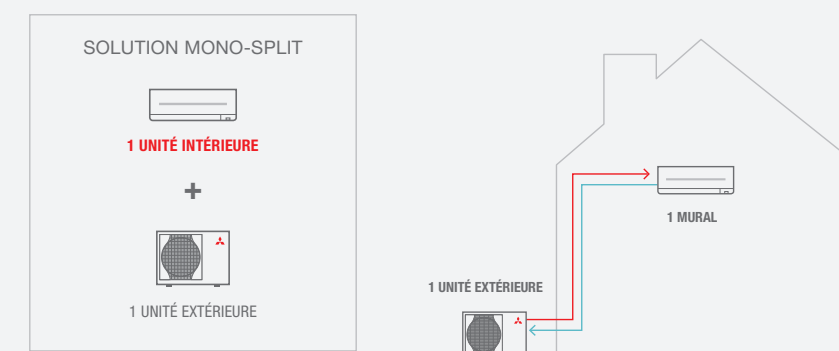 SOLUTION MONO-SPLIT
1 UNITÉ INTÉRIEURE
+
1 UNITÉ EXTÉRIEURE
1 MURAL
1 UNITÉ EXTÉRIEURE